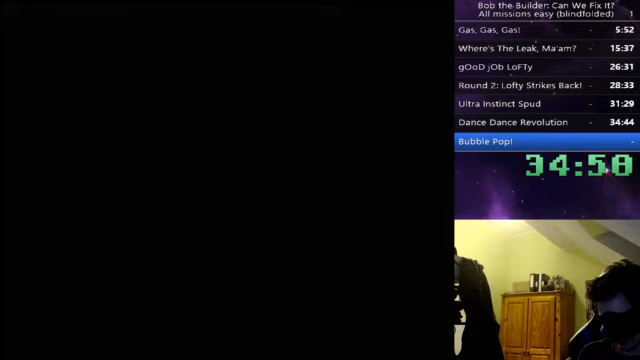 Bob the Builder: Can We Fix It?
All missions easy (blindfolded) 1
Gas, Gas, Gas! - 5:52
Where's The Leak, Ma'am? - 15:37
gOoD jOb LoFTy - 26:31
Round 2: Lofty Strikes Back! - 28:33
Ultra Instinct Spud - 31:29
Dance Dance Revolution - 34:44
Bubble Pop! -
34:50